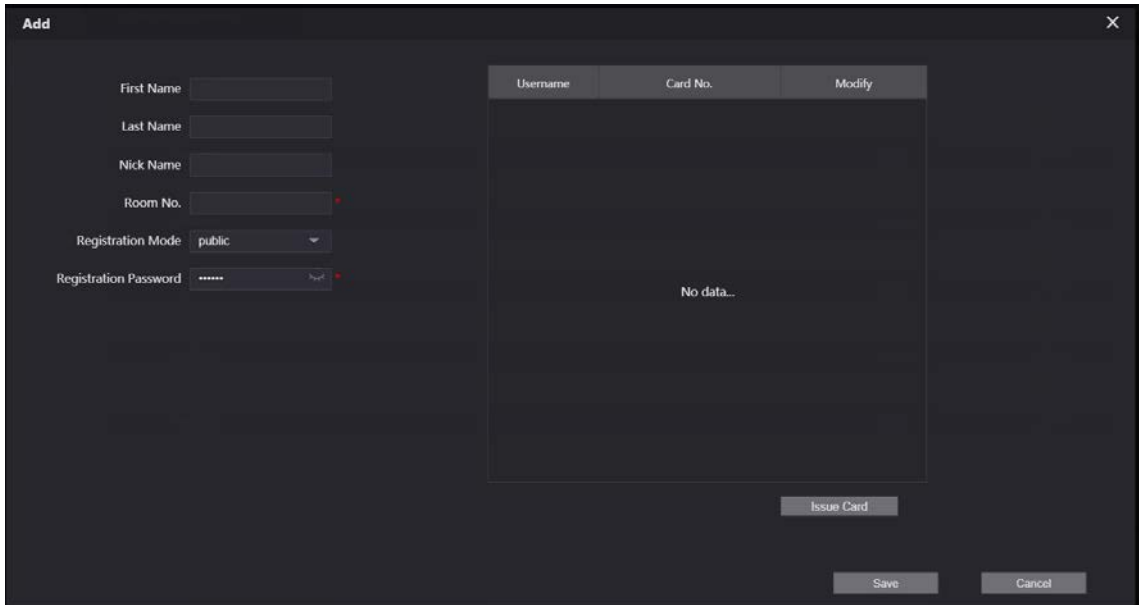 Add
First Name
Last Name
Nick Name
Room No. *
Registration Mode public
Registration Password •••••• *
Username Card No. Modify
No data...
Issue Card
Save Cancel